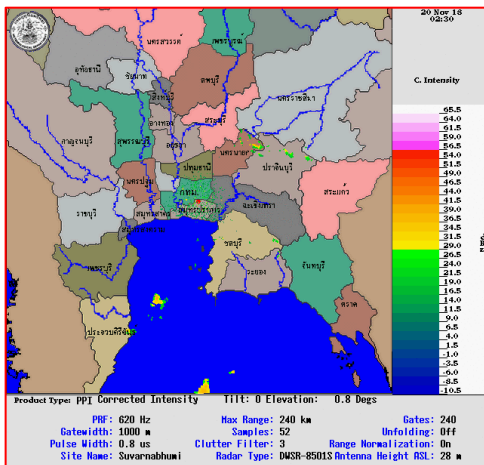 20 Nov 16
02:30
C. Intensity
65.5
64.0
61.5
59.0
56.5
54.0
51.5
49.0
46.5
44.0
41.5
39.0
36.5
34.0
31.5
29.0
26.5
24.0
21.5
19.0
16.5
14.0
11.5
9.0
6.5
4.0
1.5
-1.0
-3.5
-6.0
-8.5
-10.5
นครสวรรค์
เพชรบูรณ์
อุทัยธานี
ชัยนาท
ลพบุรี
สิงห์บุรี
นครราชสีมา
อ่างทอง
สระบุรี
กาญจนบุรี
สุพรรณบุรี
อยุธยา
นครนายก
ปราจีนบุรี
ปทุมธานี
นครปฐม
กทม.
สระแก้ว
ราชบุรี
สมุทรสาคร
สมุทรปราการ
ฉะเชิงเทรา
ชลบุรี
เพชรบุรี
ระยอง
จันทบุรี
ตราด
ประจวบคีรีขันธ์
Product Type: PPI Corrected Intensity Tilt: 0 Elevation: 0.8 Degs
PRF: 620 Hz Max Range: 240 km Gates: 240
Gatewidth: 1000 m Samples: 52 Unfolding: Off
Pulse Width: 0.8 us Clutter Filter: 3 Range Normalization: On
Site Name: Suvarnabhumi Radar Type: DWSR-8501S Antenna Height ASL: 28 m